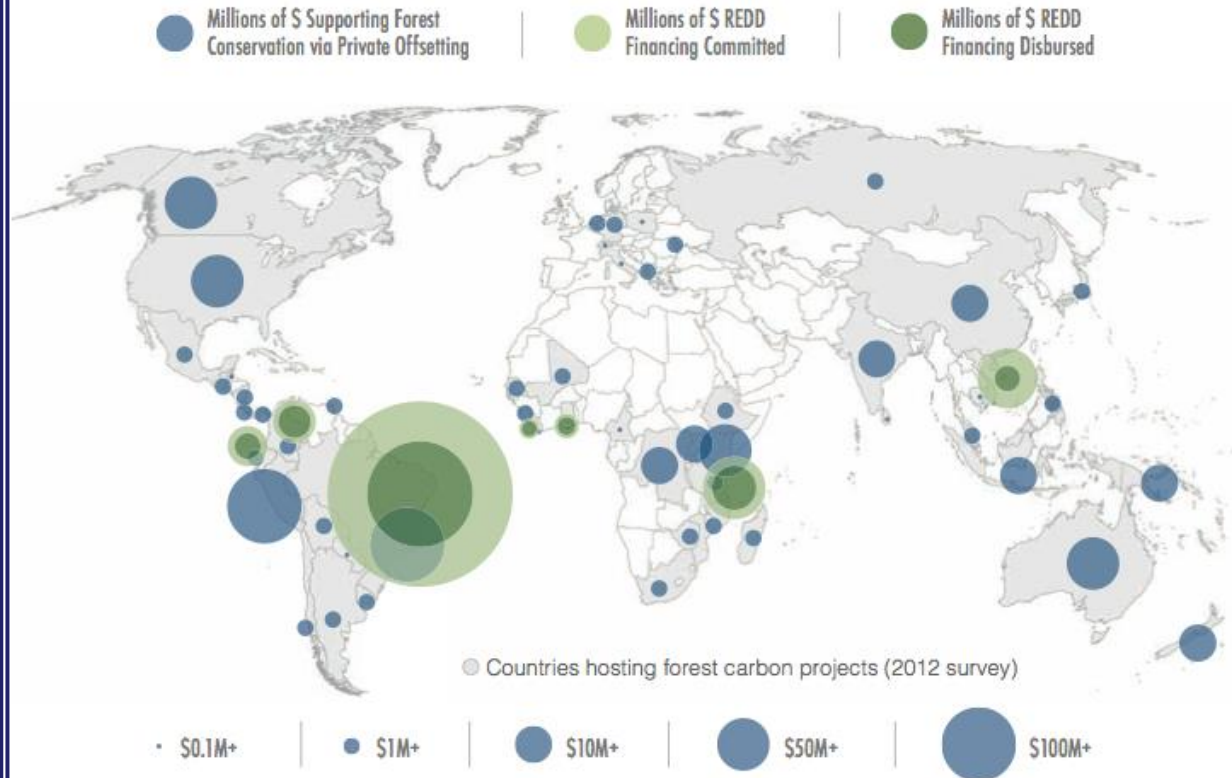 Millions of $ Supporting Forest
Conservation via Private Offsetting
Millions of $ REDD
Financing Committed
Millions of $ REDD
Financing Disbursed
Countries hosting forest carbon projects (2012 survey)
$0.1M+
$1M+
$10M+
$50M+
$100M+